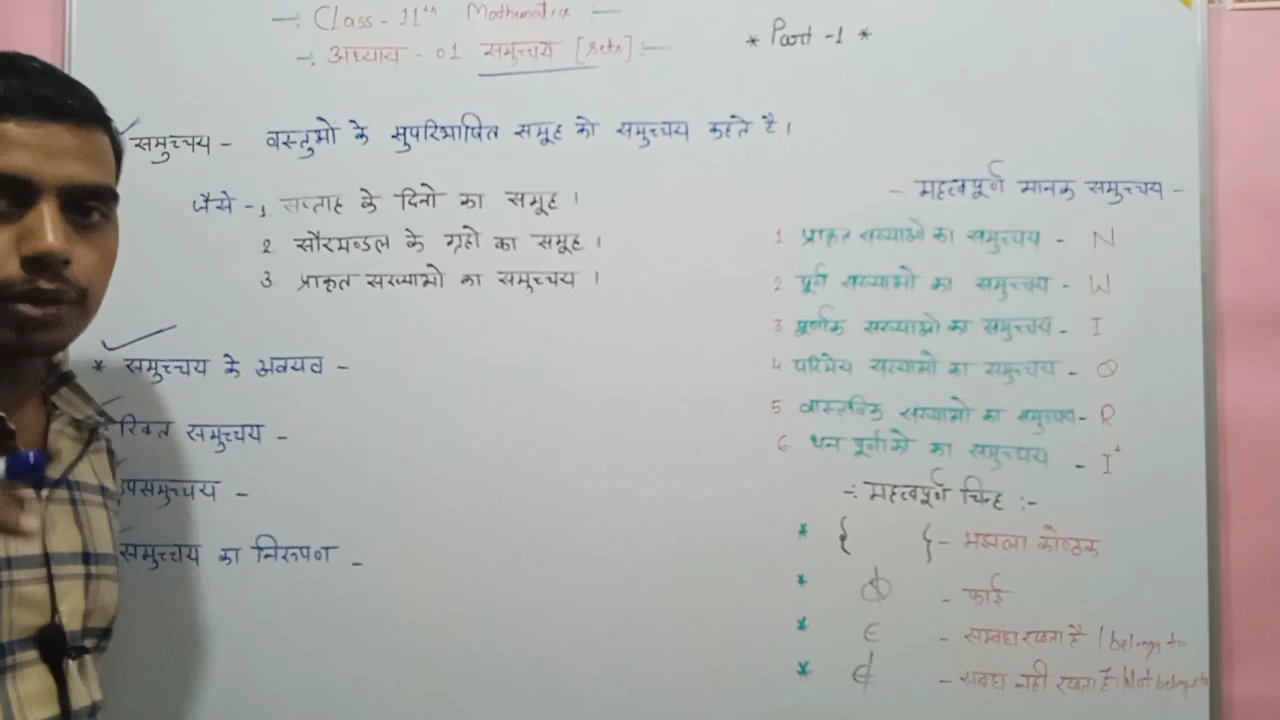 -: Class - 11th Mathematics :-
* Part -1 *
-: अध्याय - 01 समुच्चय [sets] :-
समुच्चय - वस्तुओ के सुपरिभाषित समूह को समुच्चय कहते है।
जैसे - 1. सप्ताह के दिनो का समूह।
2. सौरमण्डल के ग्रहो का समूह।
3. प्राकृत संख्याओ का समुच्चय।
* समुच्चय के अवयव -
रिक्त समुच्चय -
उपसमुच्चय -
समुच्चय का निरूपण -
- महत्वपूर्ण मानक समुच्चय -
1. प्राकृत संख्याओ का समुच्चय - N
2. पूर्ण संख्याओ का समुच्चय - W
3. पूर्णांक संख्याओ का समुच्चय - I
4. परिमेय संख्याओ का समुच्चय - Q
5. वास्तविक संख्याओ का समुच्चय - R
6. धन पूर्णांको का समुच्चय - I⁺
-: महत्वपूर्ण चिन्ह :-
* { } - मझला कोष्ठक
* ϕ - फाई
* ∈ - सम्बंध रखता है / belongs to
* ∉ - संबंध नही रखता है / Not belongs to